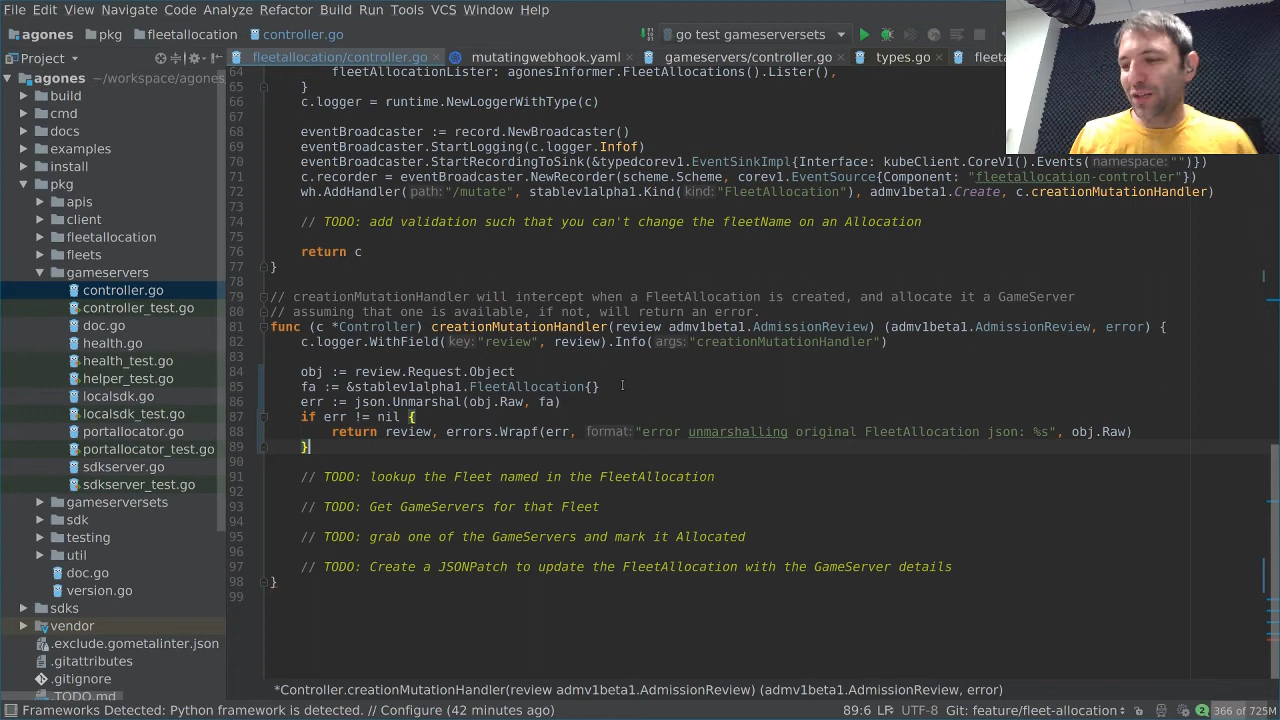 File Edit View Navigate Code Analyze Refactor Build Run Tools VCS Window Help
agones pkg fleetallocation controller.go go test gameserversets
Project fleetallocation/controller.go mutatingwebhook.yaml gameservers/controller.go types.go fleeta
agones ~/workspace/agones
build
cmd
docs
examples
install
pkg
apis
client
fleetallocation
fleets
gameservers
controller.go
controller_test.go
doc.go
health.go
health_test.go
helper_test.go
localsdk.go
localsdk_test.go
portallocator.go
portallocator_test.go
sdkserver.go
sdkserver_test.go
gameserversets
sdk
testing
util
doc.go
version.go
sdks
vendor
.exclude.gometalinter.json
.gitattributes
.gitignore
.TODO.md
64 fleetAllocationLister: agonesInformer.FleetAllocations().Lister(),
65 }
66 c.logger = runtime.NewLoggerWithType(c)
67
68 eventBroadcaster := record.NewBroadcaster()
69 eventBroadcaster.StartLogging(c.logger.Infof)
70 eventBroadcaster.StartRecordingToSink(&typedcorev1.EventSinkImpl{Interface: kubeClient.CoreV1().Events( namespace: "")})
71 c.recorder = eventBroadcaster.NewRecorder(scheme.Scheme, corev1.EventSource{Component: "fleetallocation-controller"})
72 wh.AddHandler( path: "/mutate", stablev1alpha1.Kind( kind: "FleetAllocation"), admv1beta1.Create, c.creationMutationHandler)
73
74 // TODO: add validation such that you can't change the fleetName on an Allocation
75
76 return c
77 }
78
79 // creationMutationHandler will intercept when a FleetAllocation is created, and allocate it a GameServer
80 // assuming that one is available, if not, will return an error.
81 func (c *Controller) creationMutationHandler(review admv1beta1.AdmissionReview) (admv1beta1.AdmissionReview, error) {
82 c.logger.WithField( key: "review", review).Info( args: "creationMutationHandler")
83
84 obj := review.Request.Object
85 fa := &stablev1alpha1.FleetAllocation{}
86 err := json.Unmarshal(obj.Raw, fa)
87 if err != nil {
88 return review, errors.Wrapf(err, format: "error unmarshalling original FleetAllocation json: %s", obj.Raw)
89 }
90
91 // TODO: lookup the Fleet named in the FleetAllocation
92
93 // TODO: Get GameServers for that Fleet
94
95 // TODO: grab one of the GameServers and mark it Allocated
96
97 // TODO: Create a JSONPatch to update the FleetAllocation with the GameServer details
98 }
99
*Controller.creationMutationHandler(review admv1beta1.AdmissionReview) (admv1beta1.AdmissionReview, error)
Frameworks Detected: Python framework is detected. // Configure (42 minutes ago) 89:6 LF UTF-8 Git: feature/fleet-allocation 2 366 of 725M